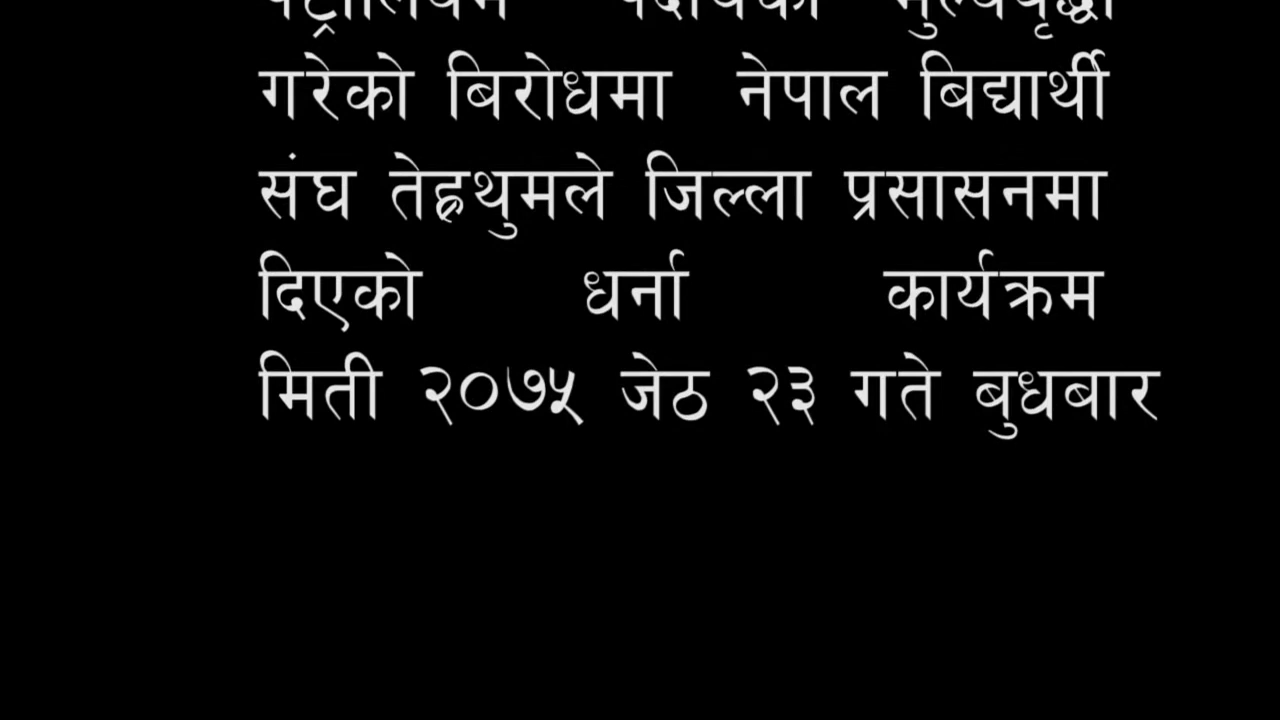 गरेको बिरोधमा नेपाल बिद्यार्थी
संघ तेह्रथुमले जिल्ला प्रसासनमा
दिएको धर्ना कार्यक्रम
मिती २०७५ जेठ २३ गते बुधबार